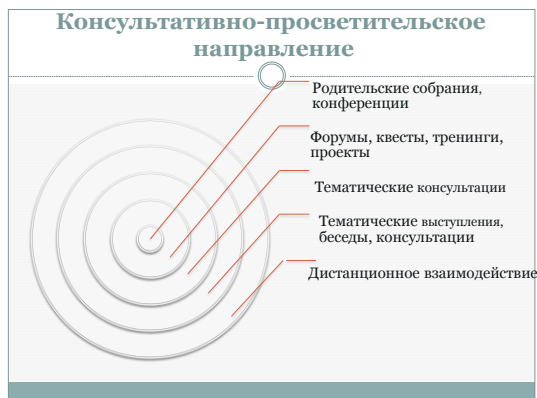 Консультативно-просветительское
направление
Родительские собрания,
конференции
Форумы, квесты, тренинги,
проекты
Тематические консультации
Тематические выступления,
беседы, консультации
Дистанционное взаимодействие